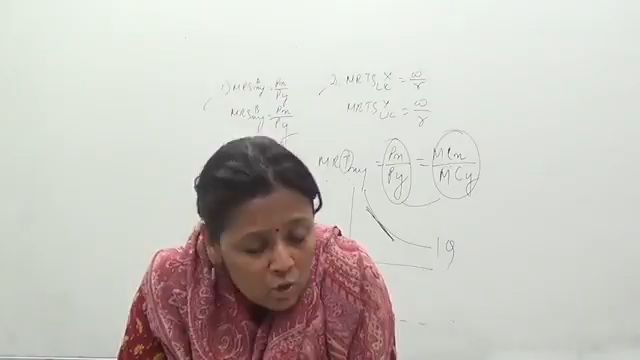 1) MRS^A_xy = Px/Py
MRS^B_xy = Px/Py
2. MRTS^X_LK = w/r
MRTS^Y_LK = w/r
MRPT_xy = Px/Py = MCx/MCy
IQ